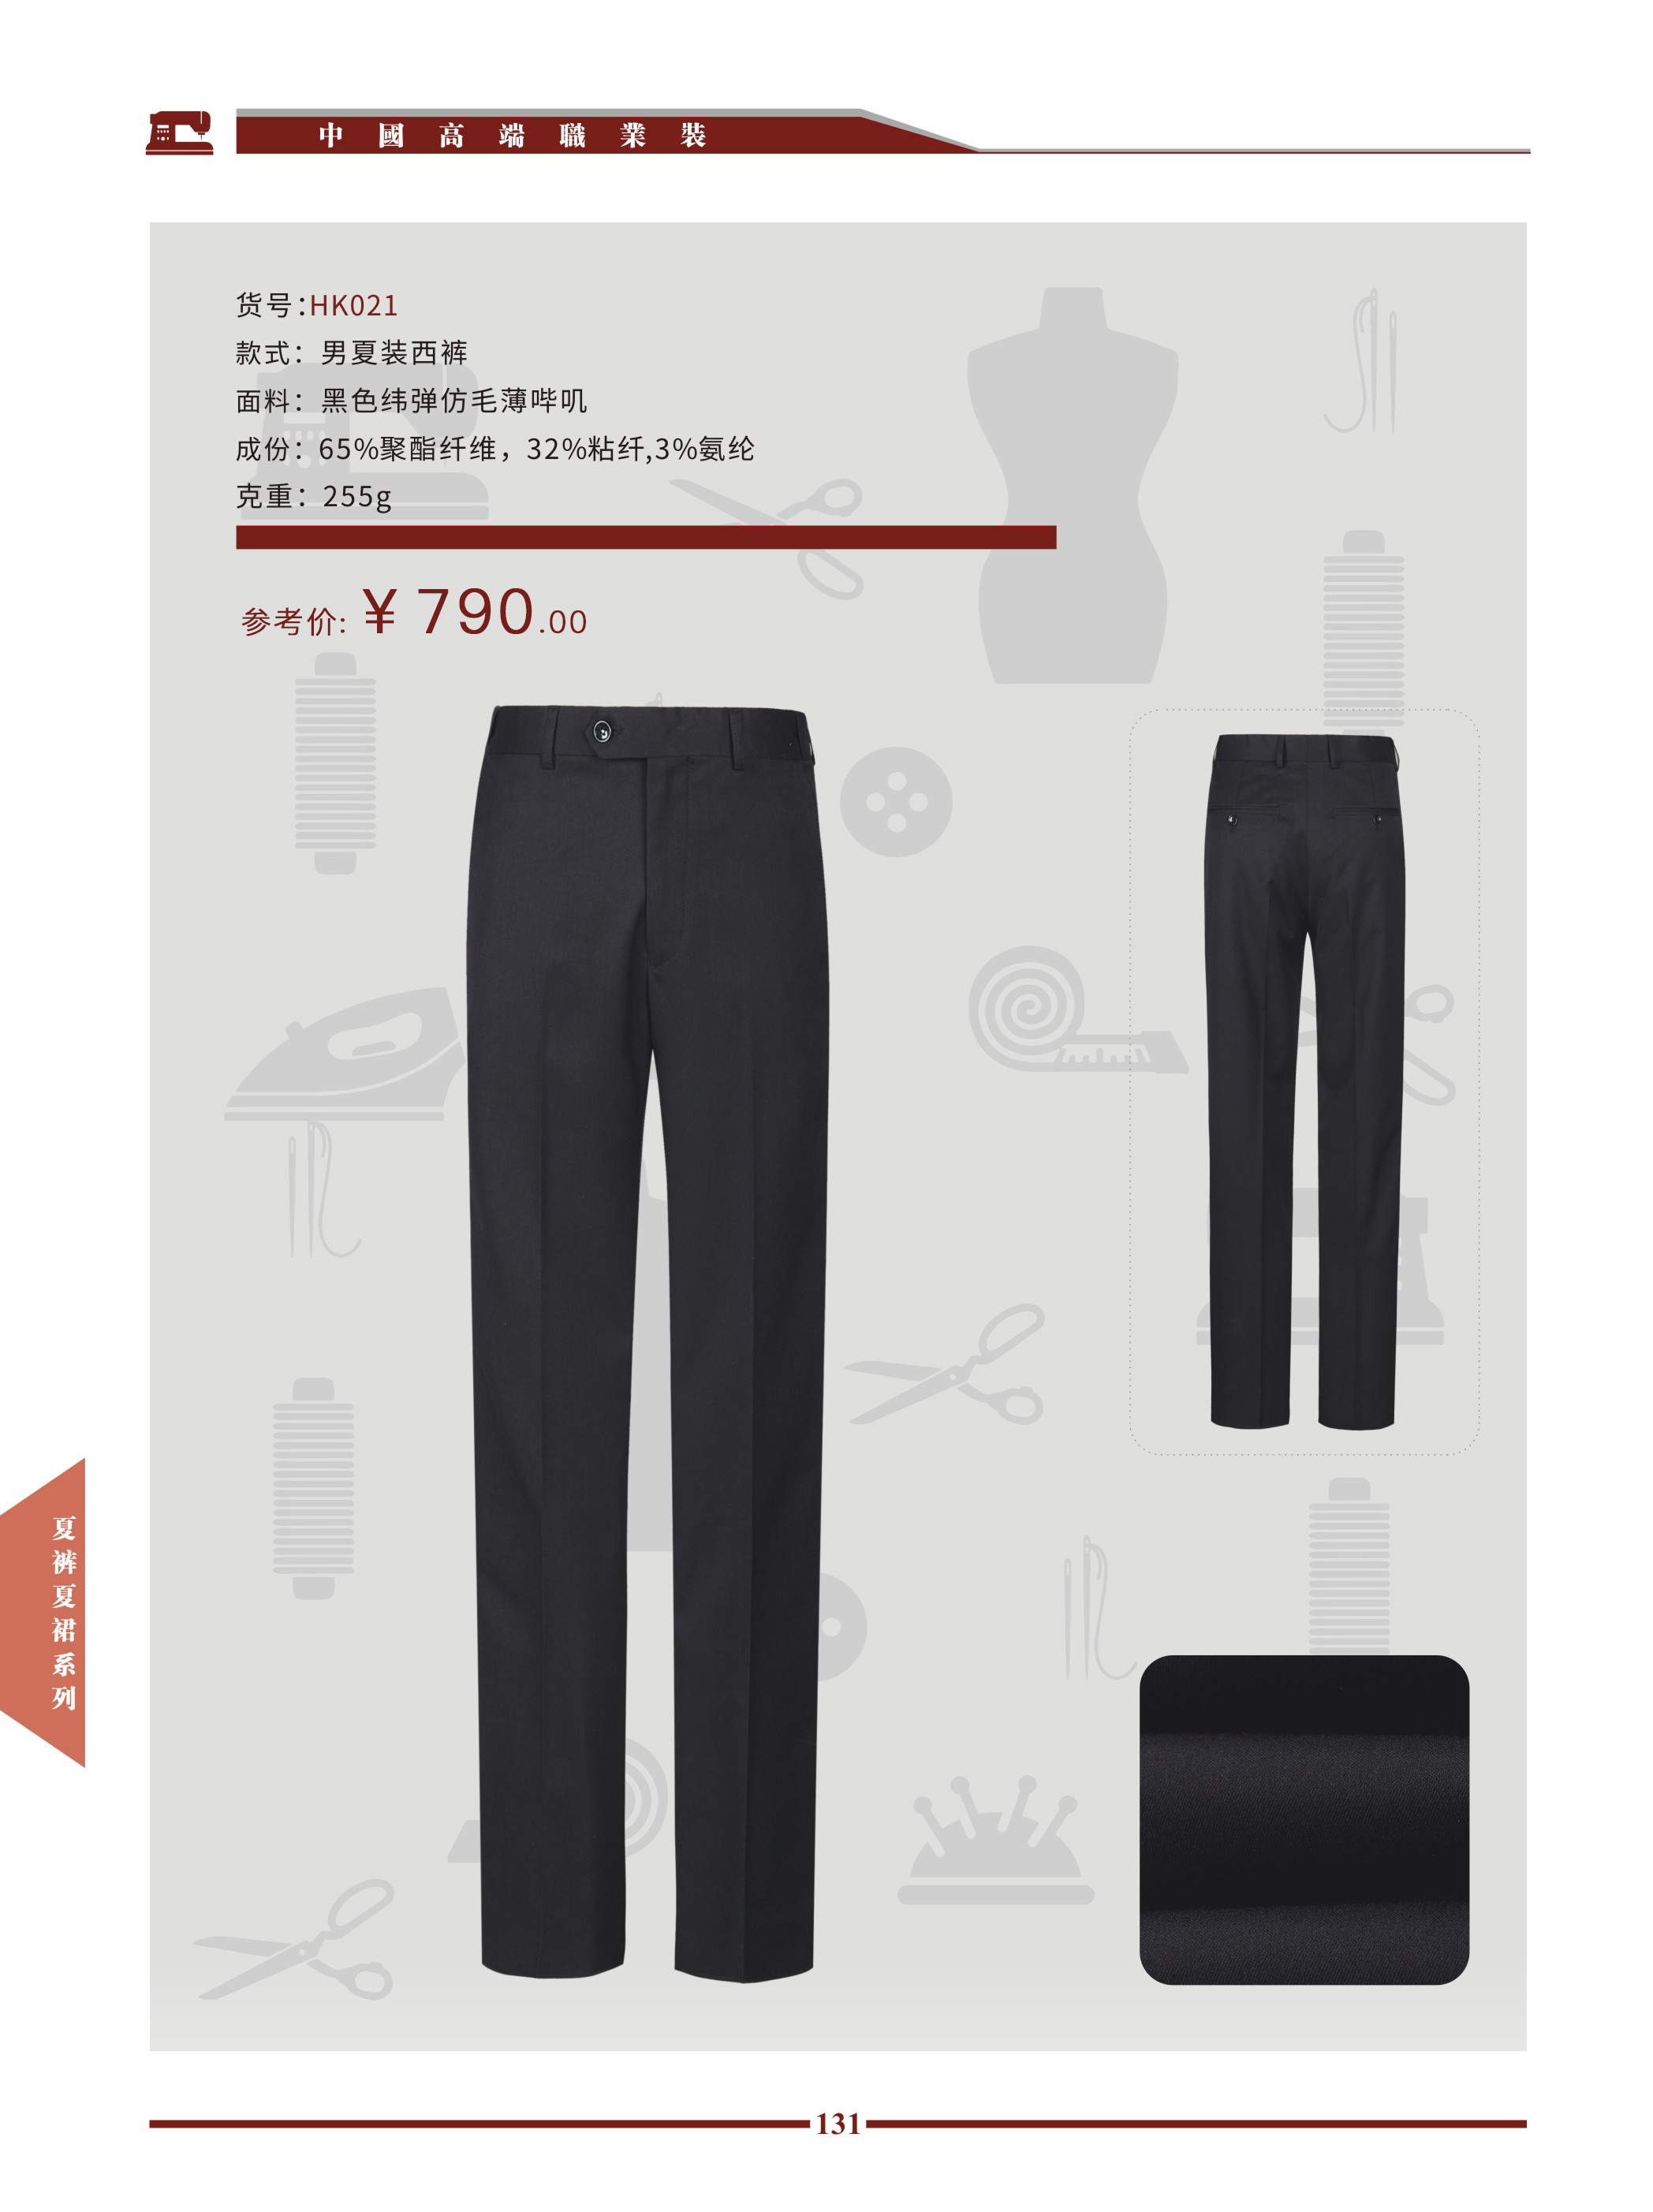 中國高端職業裝
货号：HK021
款式：男夏装西裤
面料：黑色纬弹仿毛薄哔叽
成份：65%聚酯纤维，32%粘纤,3%氨纶
克重：255g
参考价: ¥ 790.00
夏裤夏裙系列
131